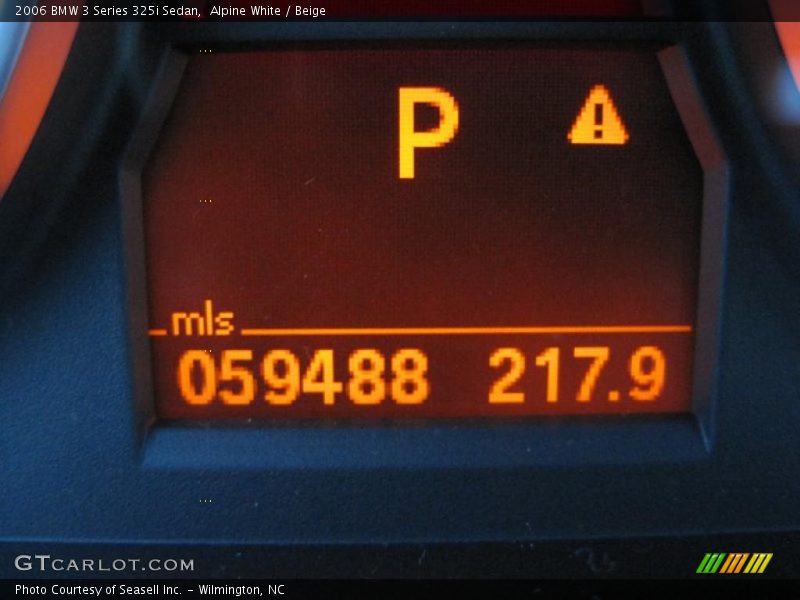 2006 BMW 3 Series 325i Sedan, Alpine White / Beige
P
mls
059488 217.9
GTCARLOT.COM
Photo Courtesy of Seasell Inc. - Wilmington, NC